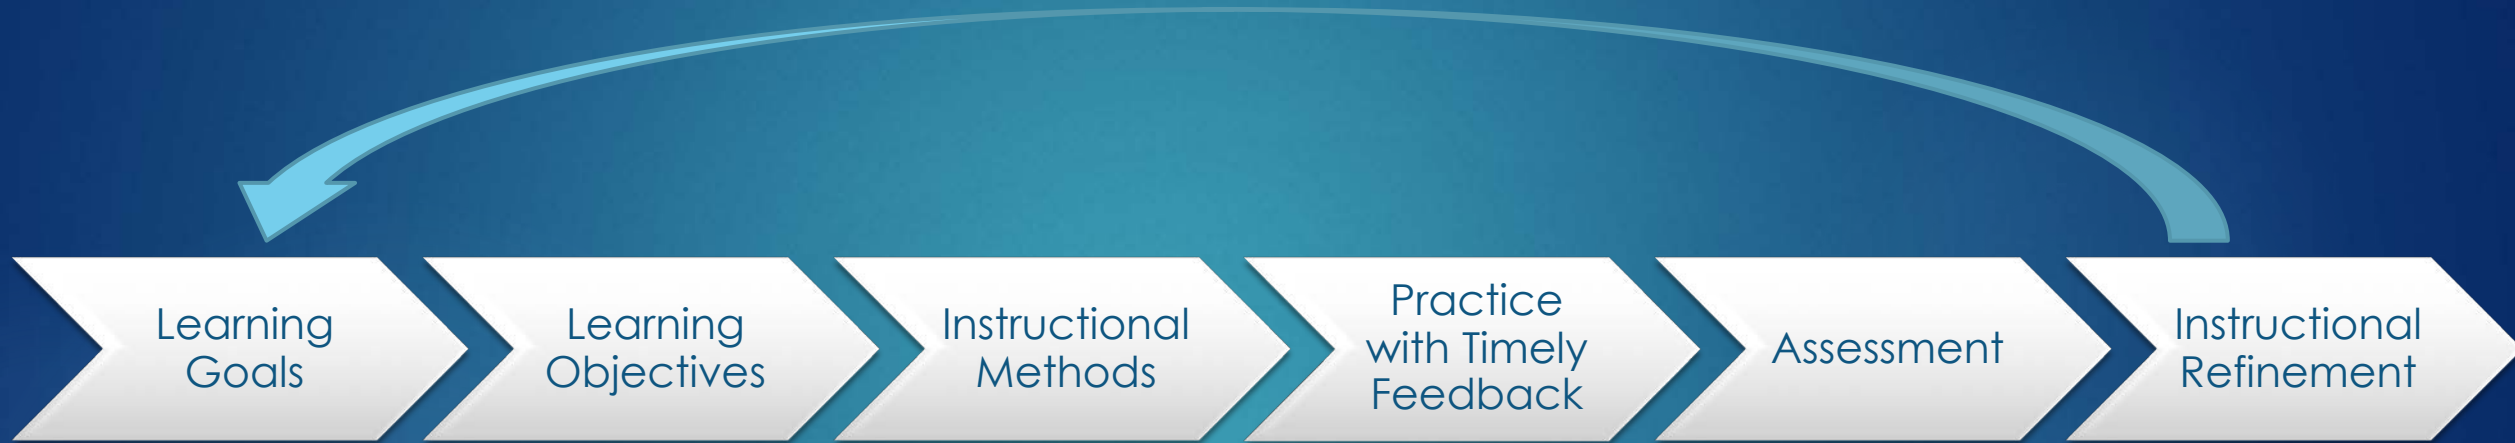 Learning
Goals
Learning
Objectives
Instructional
Methods
Practice
with Timely
Feedback
Assessment
Instructional
Refinement